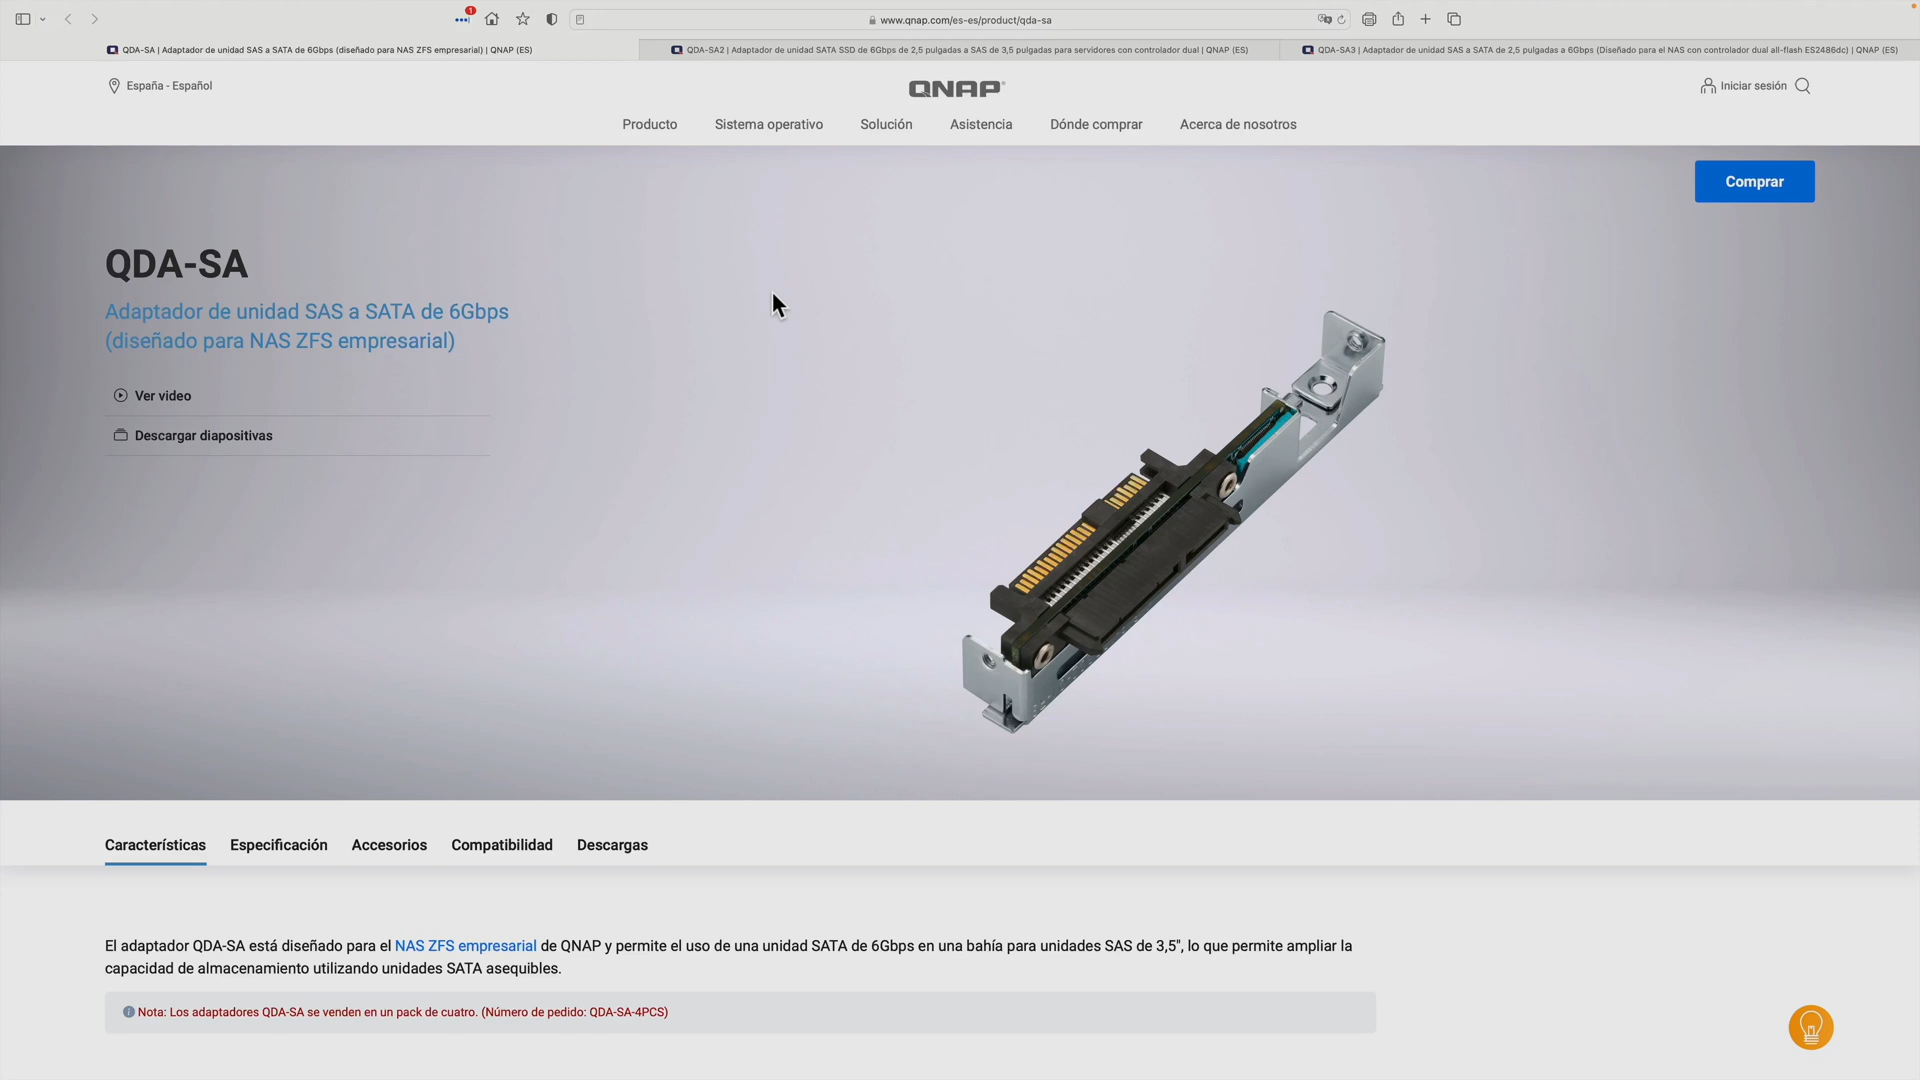 1
www.qnap.com/es-es/product/qda-sa
QDA-SA | Adaptador de unidad SAS a SATA de 6Gbps (diseñado para NAS ZFS empresarial) | QNAP (ES)
QDA-SA2 | Adaptador de unidad SATA SSD de 6Gbps de 2,5 pulgadas a SAS de 3,5 pulgadas para servidores con controlador dual | QNAP (ES)
QDA-SA3 | Adaptador de unidad SAS a SATA de 2,5 pulgadas a 6Gbps (Diseñado para el NAS con controlador dual all-flash ES2486dc) | QNAP (ES)
España - Español
QNAP
Iniciar sesión
Producto
Sistema operativo
Solución
Asistencia
Dónde comprar
Acerca de nosotros
Comprar
QDA-SA
Adaptador de unidad SAS a SATA de 6Gbps
(diseñado para NAS ZFS empresarial)
Ver video
Descargar diapositivas
Características
Especificación
Accesorios
Compatibilidad
Descargas
El adaptador QDA-SA está diseñado para el NAS ZFS empresarial de QNAP y permite el uso de una unidad SATA de 6Gbps en una bahía para unidades SAS de 3,5", lo que permite ampliar la
capacidad de almacenamiento utilizando unidades SATA asequibles.
Nota: Los adaptadores QDA-SA se venden en un pack de cuatro. (Número de pedido: QDA-SA-4PCS)